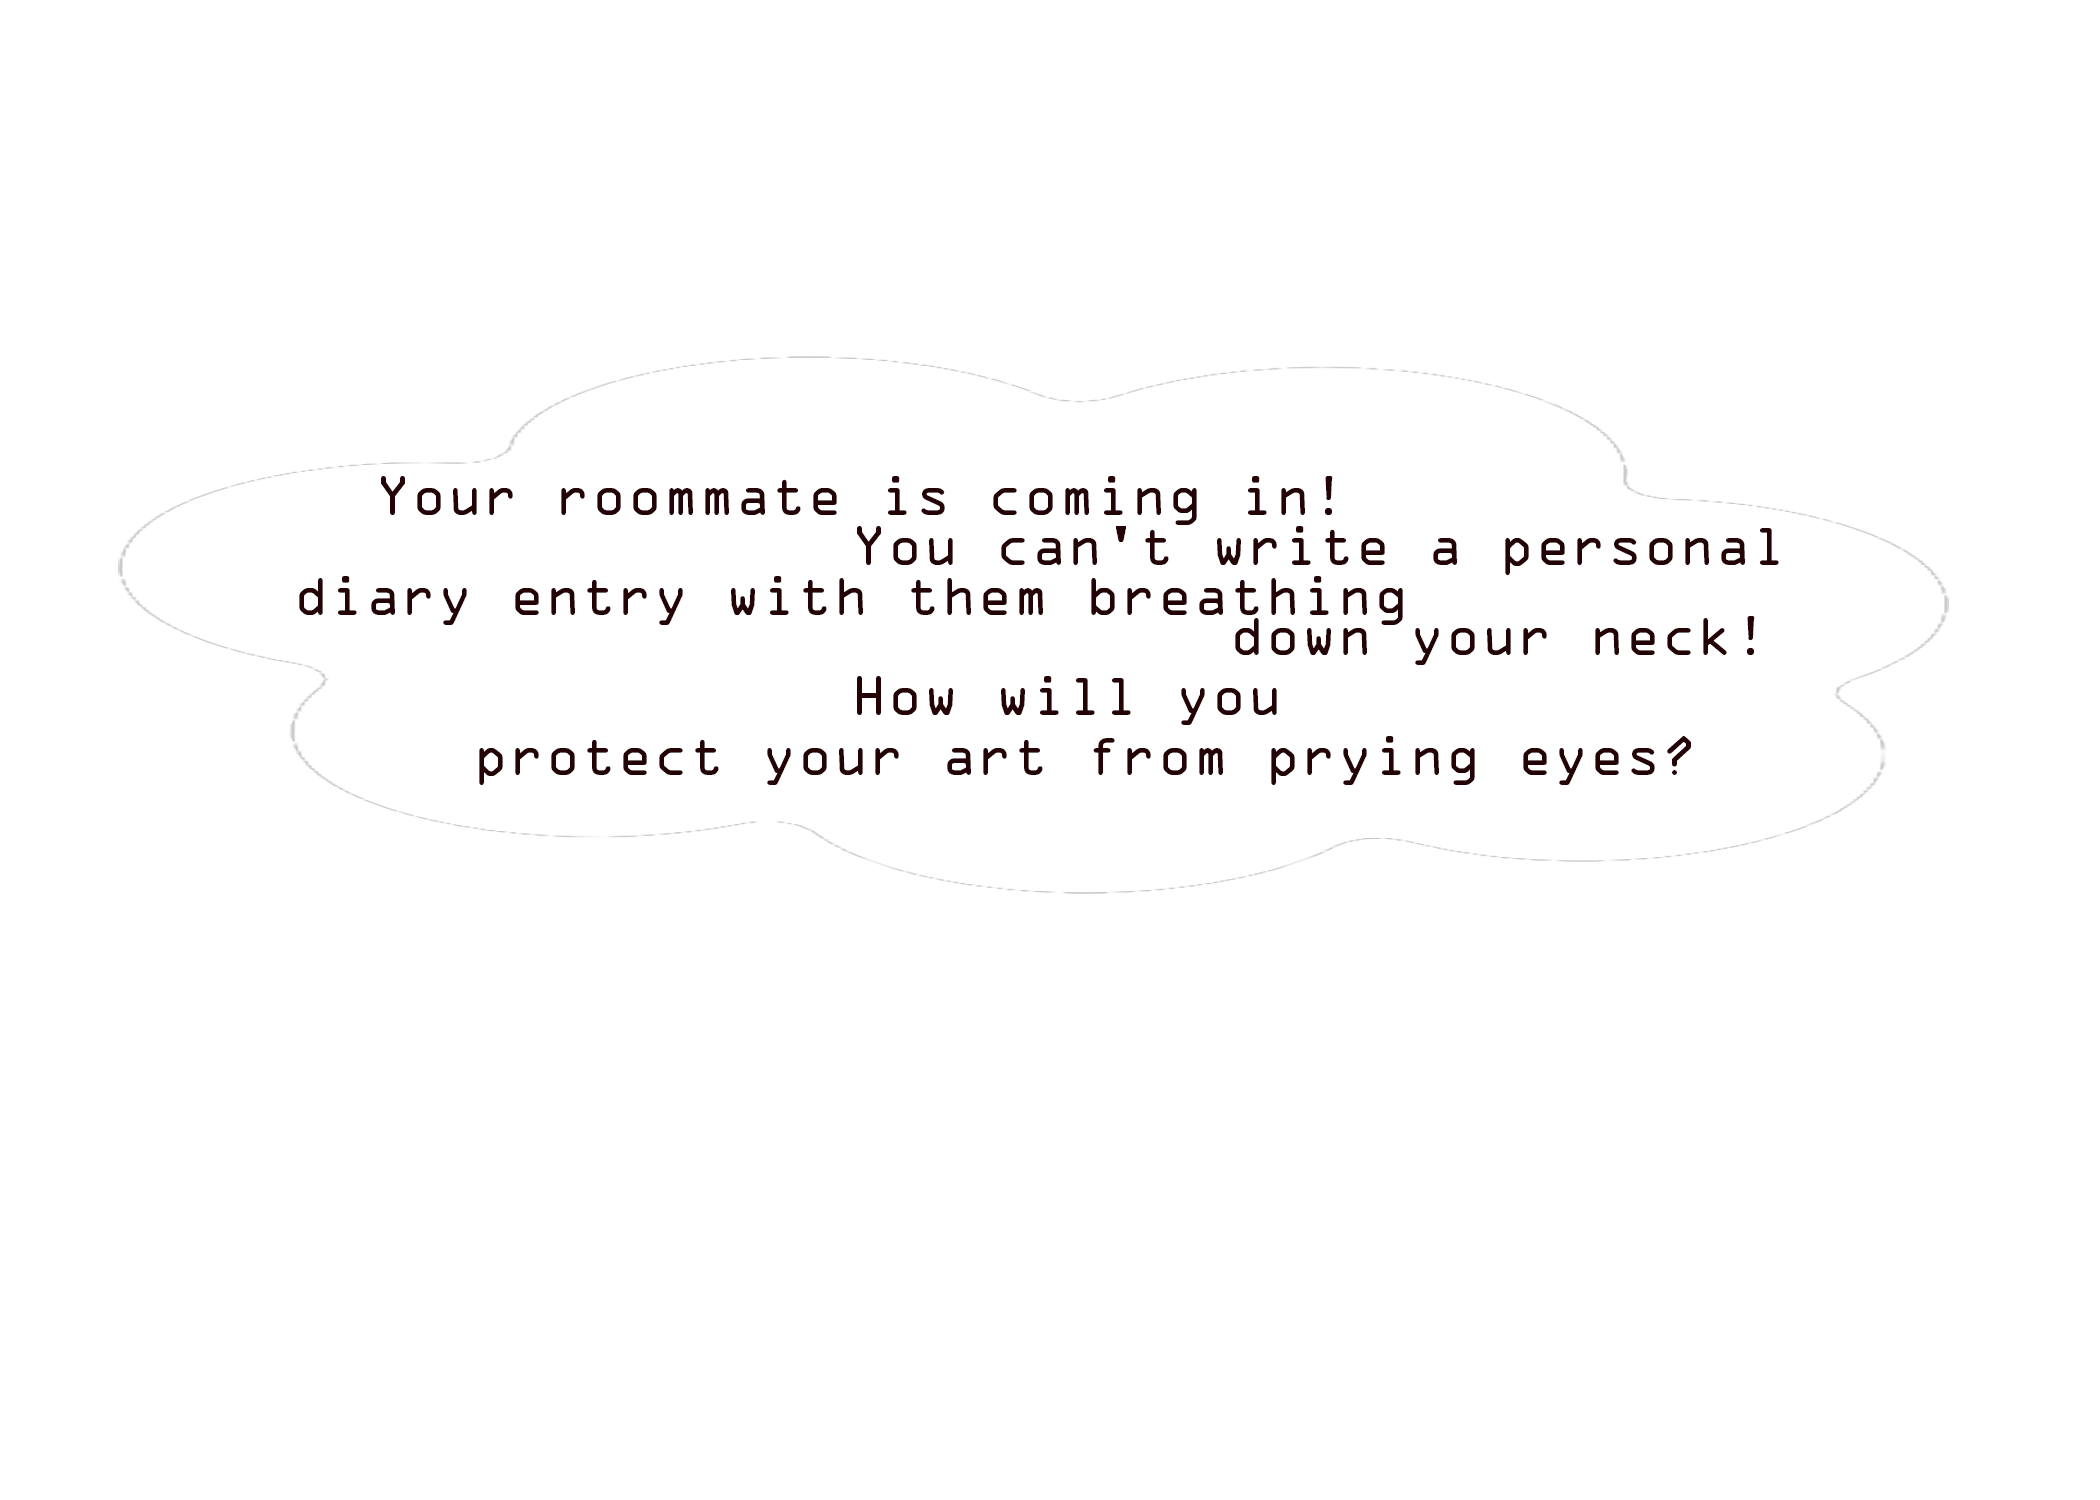 Your roommate is coming in!
You can't write a personal
diary entry with them breathing
down your neck!
How will you
protect your art from prying eyes?